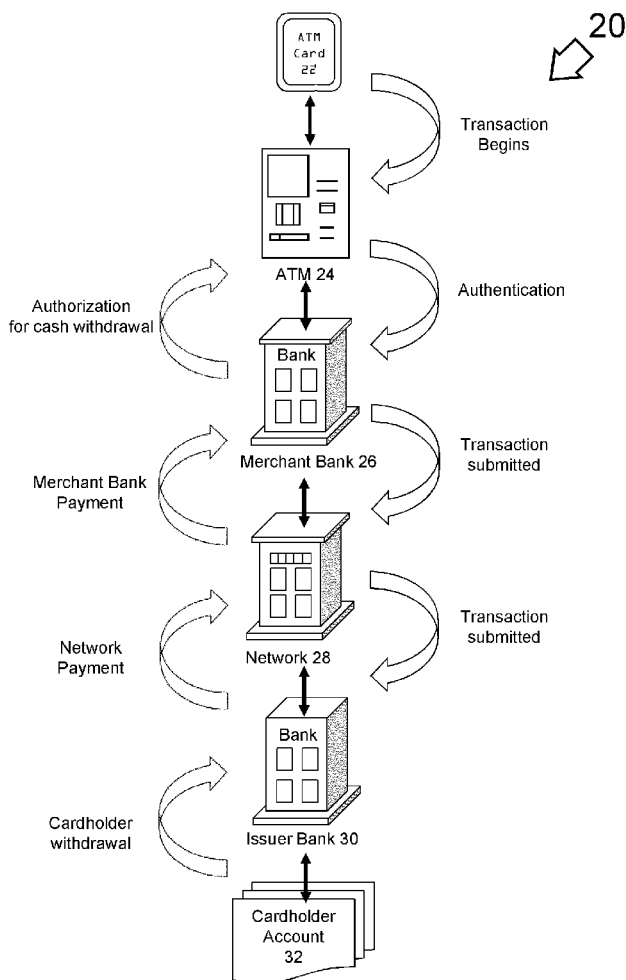 20
ATM
Card
22
Transaction
Begins
ATM 24
Authorization
for cash withdrawal
Authentication
Bank
Merchant Bank 26
Transaction
submitted
Merchant Bank
Payment
Network 28
Transaction
submitted
Network
Payment
Bank
Issuer Bank 30
Cardholder
withdrawal
Cardholder
Account
32